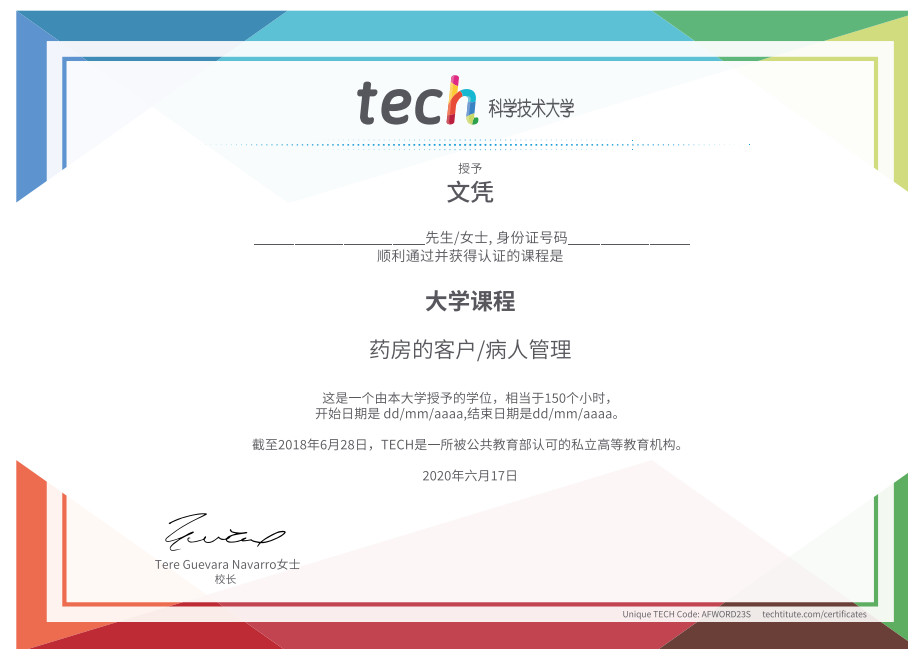 tech 科学技术大学
授予
文凭
____________________先生/女士, 身份证号码______________
顺利通过并获得认证的课程是
大学课程
药房的客户/病人管理
这是一个由本大学授予的学位，相当于150个小时，
开始日期是 dd/mm/aaaa,结束日期是dd/mm/aaaa。
截至2018年6月28日，TECH是一所被公共教育部认可的私立高等教育机构。
2020年六月17日
Tere Guevara Navarro女士
校长
Unique TECH Code: AFWORD23S techtitute.com/certificates